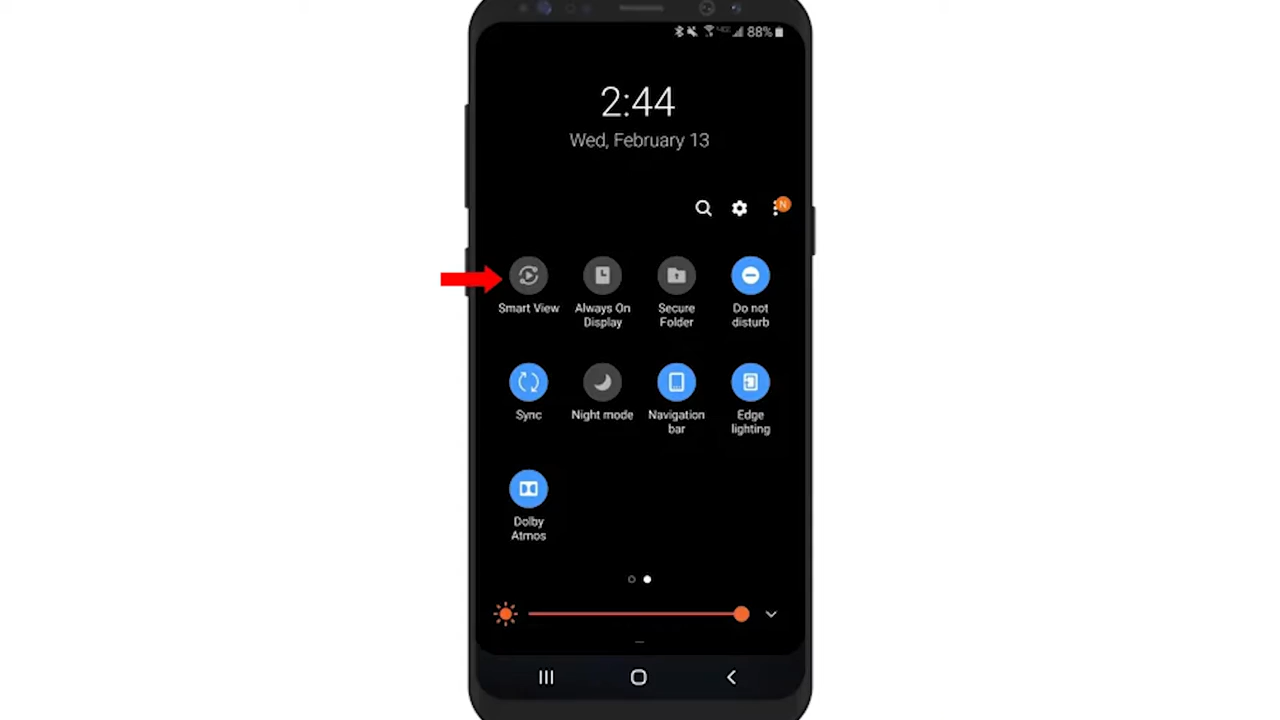 88%
2:44
Wed, February 13
N
Smart View
Always On
Display
Secure
Folder
Do not
disturb
Sync
Night mode
Navigation
bar
Edge
lighting
Dolby
Atmos